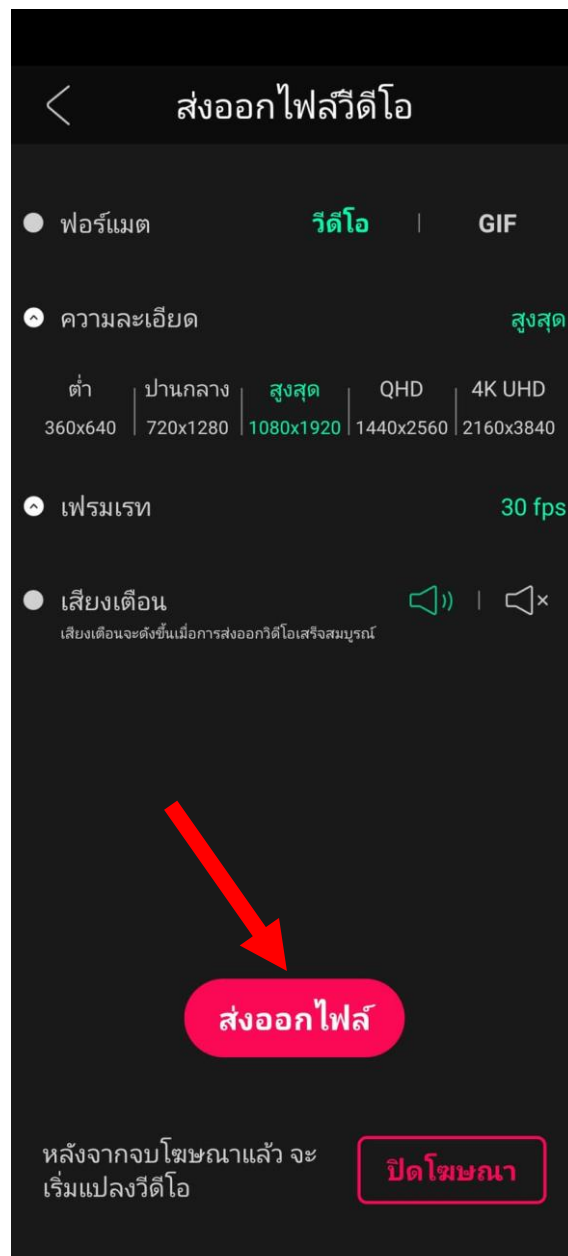 ส่งออกไฟล์วีดีโอ
ฟอร์แมต วีดีโอ | GIF
ความละเอียด สูงสุด
ต่ำ ปานกลาง สูงสุด QHD 4K UHD
360x640 720x1280 1080x1920 1440x2560 2160x3840
เฟรมเรท 30 fps
เสียงเตือน
เสียงเตือนจะดังขึ้นเมื่อการส่งออกวิดีโอเสร็จสมบูรณ์
ส่งออกไฟล์
หลังจากจบโฆษณาแล้ว จะ
เริ่มแปลงวีดีโอ
ปิดโฆษณา